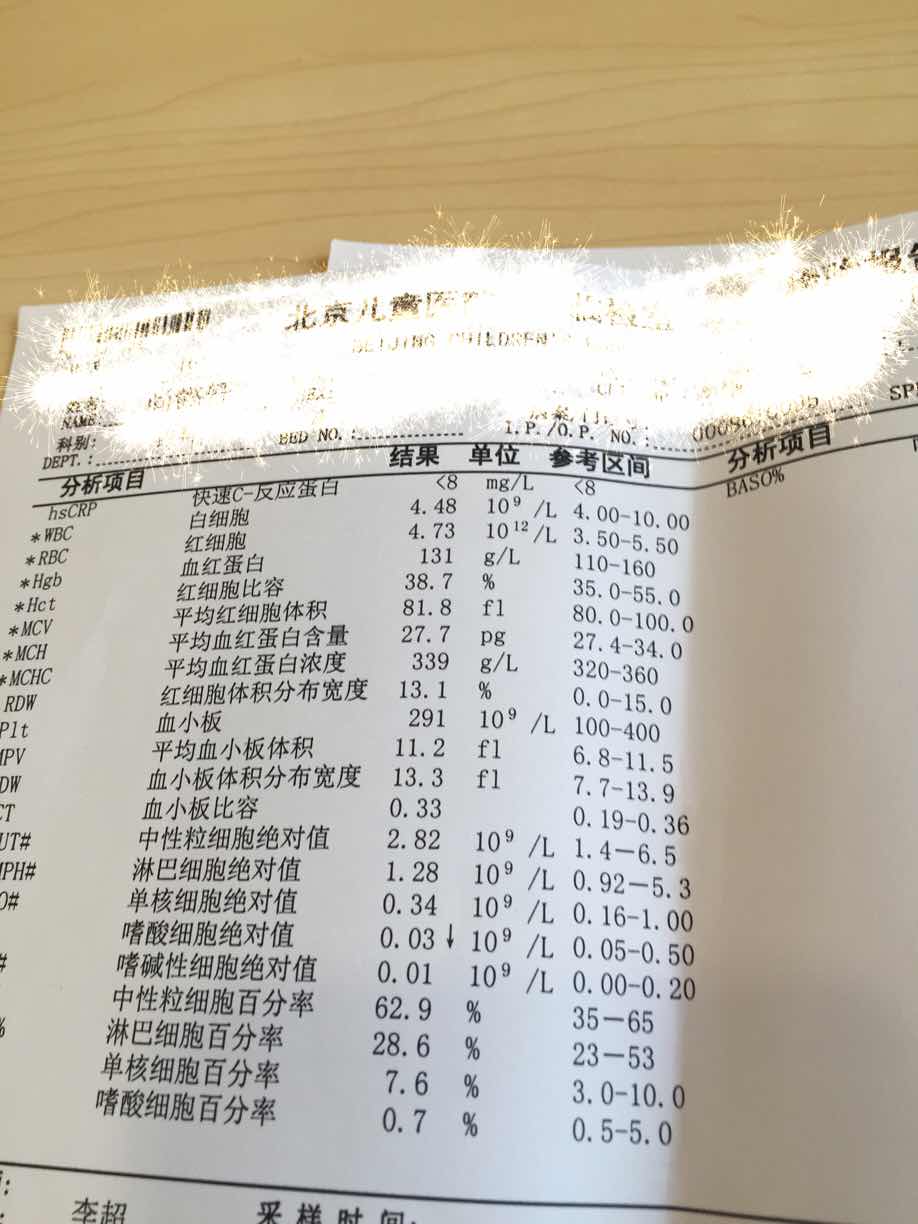 北京儿童医
BEIJING CHILDREN'S
姓名:
NAME:
科别:
DEPT.: BED NO.: I.P./O.P. NO.:
分析项目 结果 单位 参考区间 分析项目
hsCRP 快速C-反应蛋白 <8 mg/L <8 BASO%
*WBC 白细胞 4.48 10⁹ /L 4.00-10.00
*RBC 红细胞 4.73 10¹² /L 3.50-5.50
*Hgb 血红蛋白 131 g/L 110-160
*Hct 红细胞比容 38.7 % 35.0-55.0
*MCV 平均红细胞体积 81.8 fl 80.0-100.0
*MCH 平均血红蛋白含量 27.7 pg 27.4-34.0
*MCHC 平均血红蛋白浓度 339 g/L 320-360
RDW 红细胞体积分布宽度 13.1 % 0.0-15.0
Plt 血小板 291 10⁹ /L 100-400
MPV 平均血小板体积 11.2 fl 6.8-11.5
DW 血小板体积分布宽度 13.3 fl 7.7-13.9
CT 血小板比容 0.33 0.19-0.36
UT# 中性粒细胞绝对值 2.82 10⁹ /L 1.4-6.5
MPH# 淋巴细胞绝对值 1.28 10⁹ /L 0.92-5.3
O# 单核细胞绝对值 0.34 10⁹ /L 0.16-1.00
嗜酸细胞绝对值 0.03↓ 10⁹ /L 0.05-0.50
# 嗜碱性细胞绝对值 0.01 10⁹ /L 0.00-0.20
中性粒细胞百分率 62.9 % 35-65
% 淋巴细胞百分率 28.6 % 23-53
单核细胞百分率 7.6 % 3.0-10.0
嗜酸细胞百分率 0.7 % 0.5-5.0
李超 采样时间: